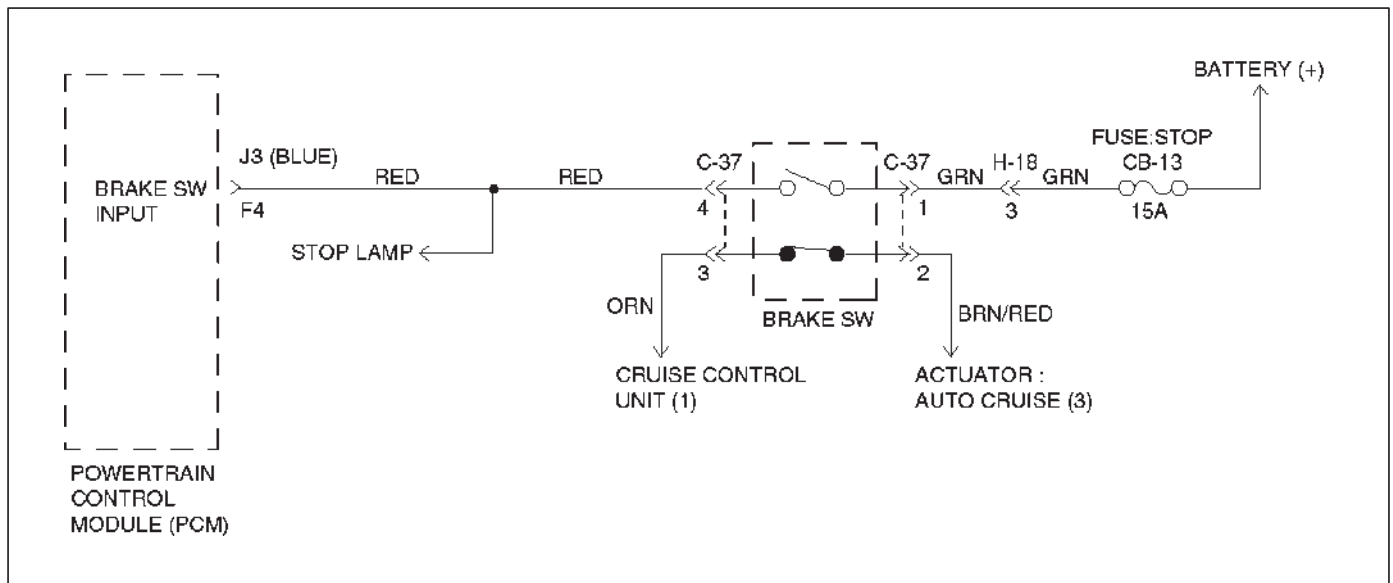 BATTERY (+)
FUSE:STOP
J3 (BLUE)
C-37
C-37
H-18
CB-13
RED
RED
GRN
GRN
BRAKE SW
INPUT
F4
4
1
3
15A
STOP LAMP
3
2
ORN
BRAKE SW
BRN/RED
CRUISE CONTROL
UNIT (1)
ACTUATOR :
AUTO CRUISE (3)
POWERTRAIN
CONTROL
MODULE (PCM)